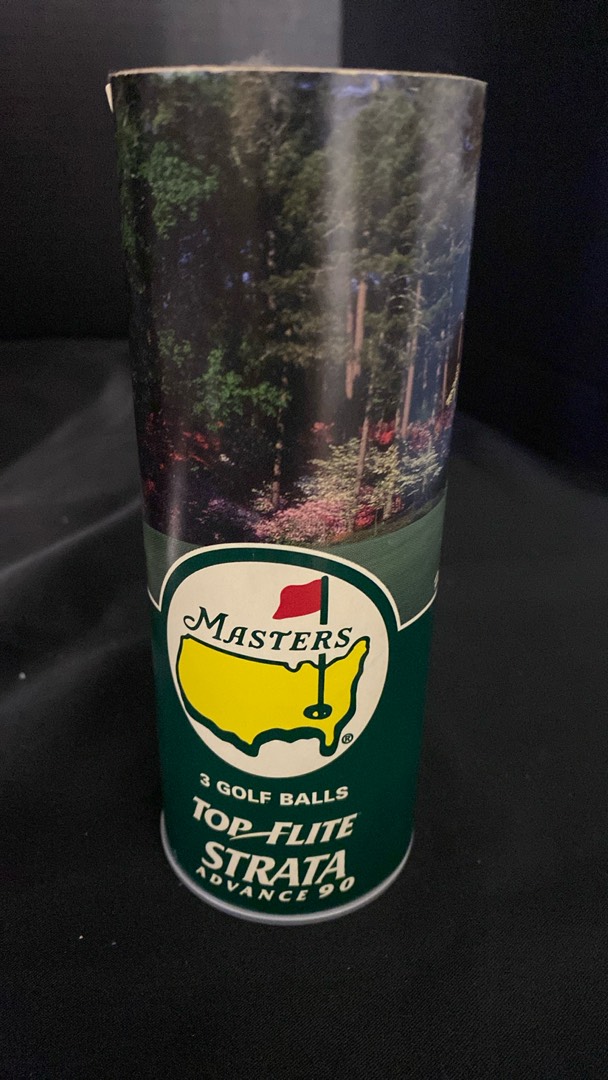 MASTERS
®
3 GOLF BALLS
TOP-FLITE
STRATA
ADVANCE 90